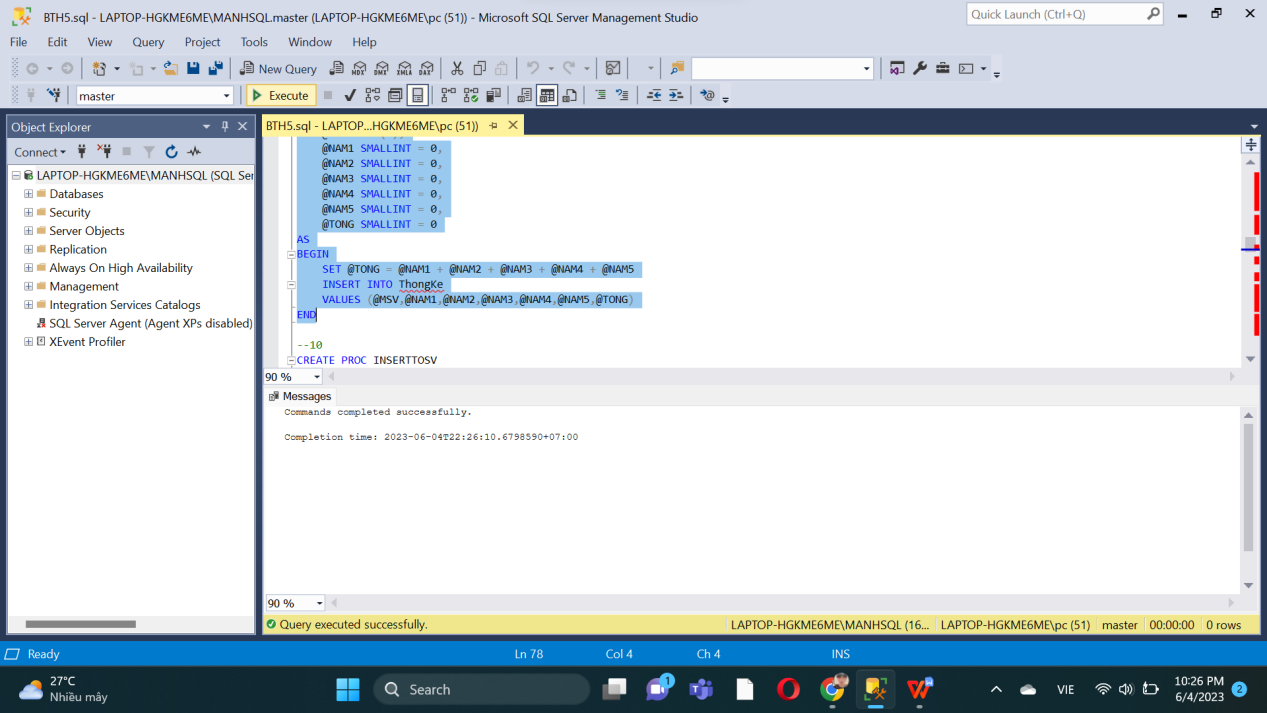 BTH5.sql - LAPTOP-HGKME6ME\MANHSQL.master (LAPTOP-HGKME6ME\pc (51)) - Microsoft SQL Server Management Studio
Quick Launch (Ctrl+Q)
File Edit View Query Project Tools Window Help
New Query
MDX DMX XMLA DAX
master
Execute
Object Explorer
BTH5.sql - LAPTOP...HGKME6ME\pc (51))
Connect
LAPTOP-HGKME6ME\MANHSQL (SQL Ser
Databases
Security
Server Objects
Replication
Always On High Availability
Management
Integration Services Catalogs
SQL Server Agent (Agent XPs disabled)
XEvent Profiler
@NAM1 SMALLINT = 0,
@NAM2 SMALLINT = 0,
@NAM3 SMALLINT = 0,
@NAM4 SMALLINT = 0,
@NAM5 SMALLINT = 0,
@TONG SMALLINT = 0
AS
BEGIN
SET @TONG = @NAM1 + @NAM2 + @NAM3 + @NAM4 + @NAM5
INSERT INTO ThongKe
VALUES (@MSV,@NAM1,@NAM2,@NAM3,@NAM4,@NAM5,@TONG)
END
--10
CREATE PROC INSERTTOSV
90 %
Messages
Commands completed successfully.
Completion time: 2023-06-04T22:26:10.6798590+07:00
90 %
Query executed successfully.
LAPTOP-HGKME6ME\MANHSQL (16... LAPTOP-HGKME6ME\pc (51) master 00:00:00 0 rows
Ready Ln 78 Col 4 Ch 4 INS
27°C
Nhiều mây
Search
1
VIE
10:26 PM
6/4/2023
2